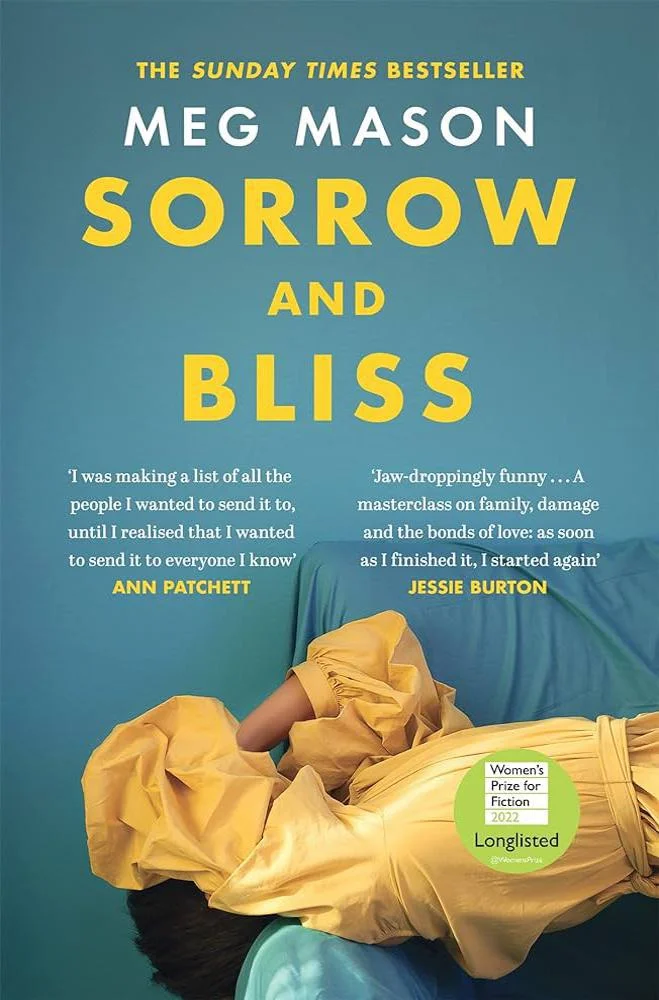 THE SUNDAY TIMES BESTSELLER
MEG MASON
SORROW
AND
BLISS
‘I was making a list of all the
people I wanted to send it to,
until I realised that I wanted
to send it to everyone I know’
ANN PATCHETT
‘Jaw-droppingly funny . . . A
masterclass on family, damage
and the bonds of love: as soon
as I finished it, I started again’
JESSIE BURTON
Women's
Prize for
Fiction
2022
Longlisted
@WomensPrize